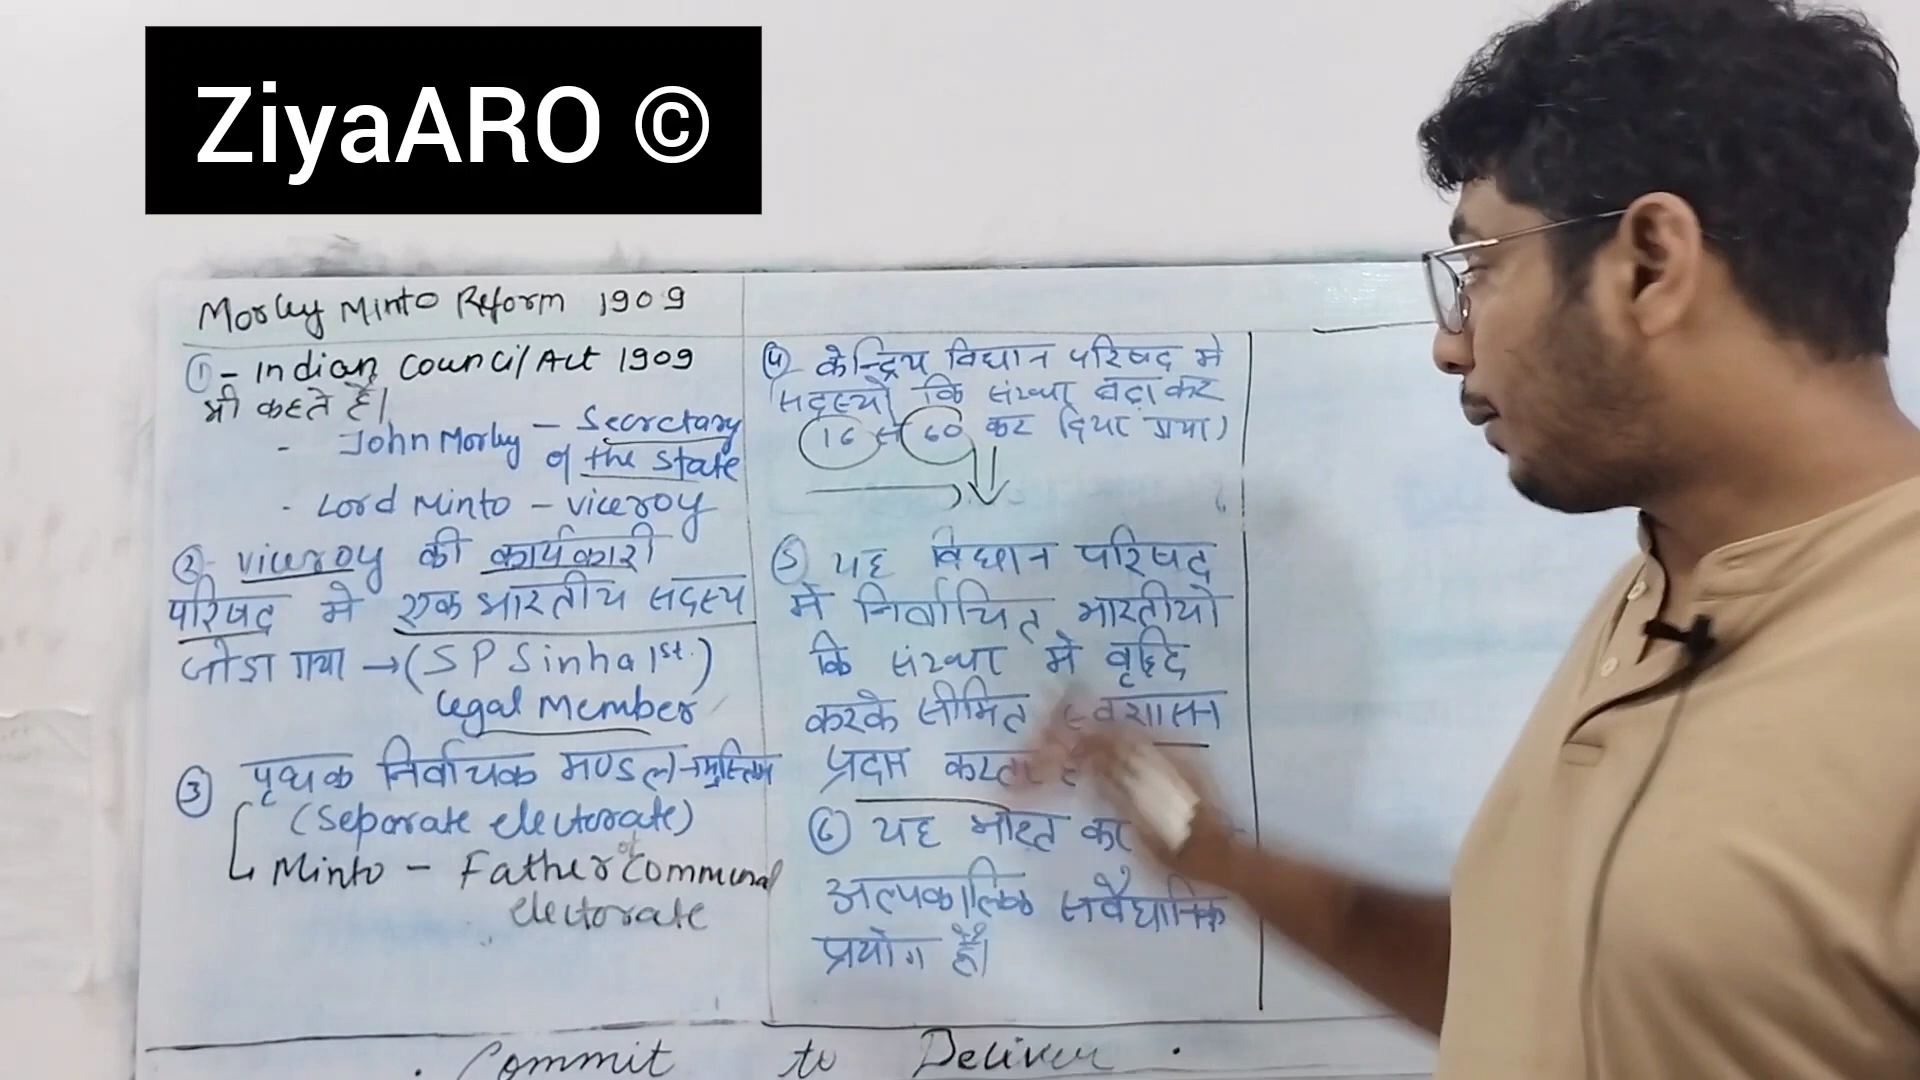 ZiyaARO ©
Morley Minto Reform 1909
① - Indian Council Act 1909
भी कहते हैं।
- John Morley - Secretary
of the state
- Lord Minto - Viceroy
② - viceroy की कार्यकारी
परिषद मे एक भारतीय सदस्य
जोडा गया → (S P Sinha 1st.)
Legal Member
③ पृथक निर्वाचक मण्डल → मुस्लिम
(Separate electorate)
Minto - Father of Communal
electorate
④ केन्द्रिय विधान परिषद मे
सदस्यो कि संख्या बढ़ा कर
16 से 60 कर दिया गया)
⑤ यह विधान परिषद
मे निर्वाचित भारतीयो
कि संख्या मे वृद्धि
करके सीमित स्वशासन
प्रदान करता
⑥ यह भारत का
अल्पकालिक सवैधानिक
प्रयोग है।
. Commit to Deliver .